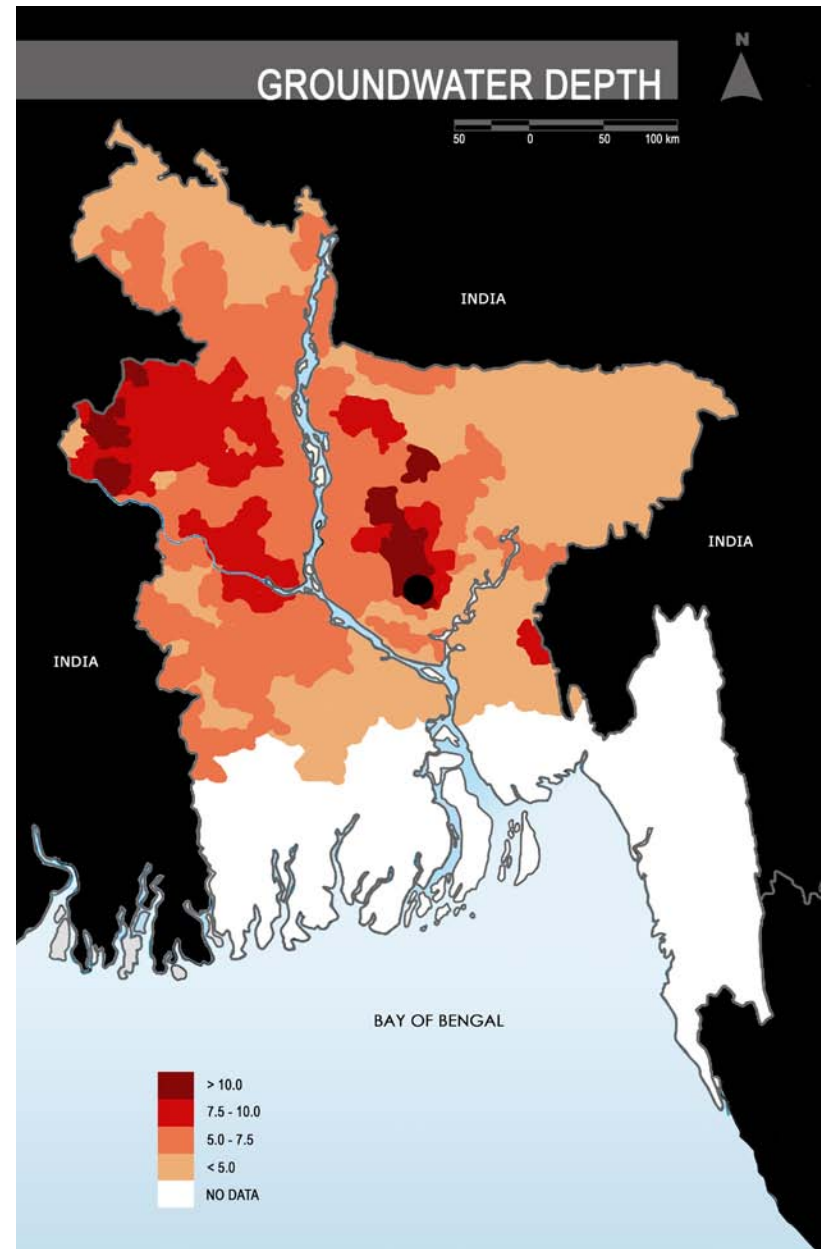 GROUNDWATER DEPTH
N
50 0 50 100 km
INDIA
INDIA
INDIA
BAY OF BENGAL
> 10.0
7.5 - 10.0
5.0 - 7.5
< 5.0
NO DATA